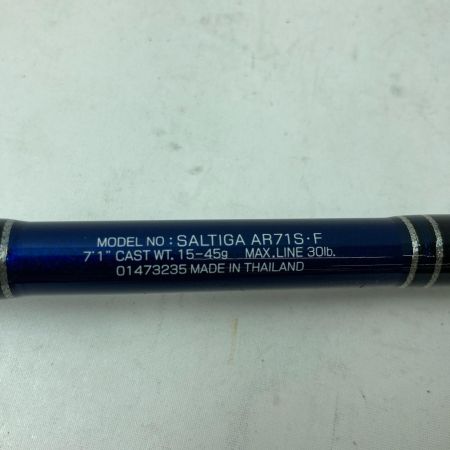 MODEL NO : SALTIGA AR71S·F
7'1" CAST WT. 15-45g MAX.LINE 30lb.
01473235 MADE IN THAILAND